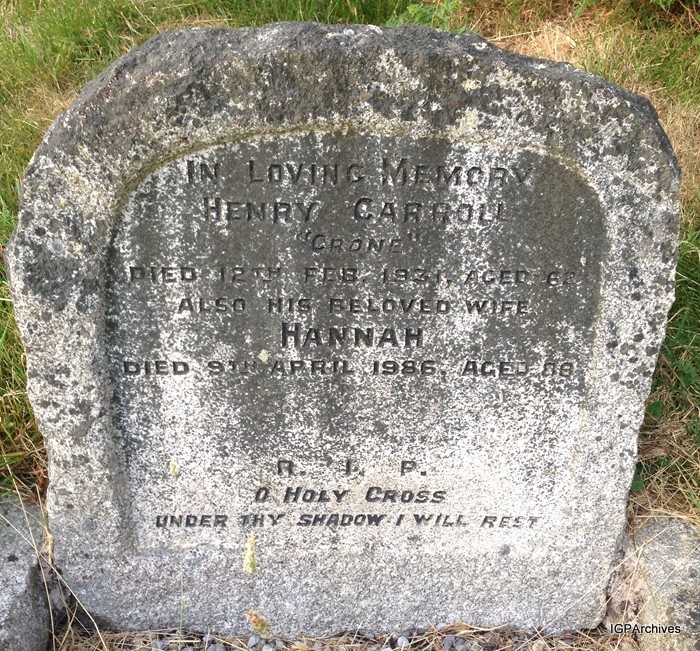 IN LOVING MEMORY
HENRY CARROLL
"CRONE"
DIED 12TH FEB. 1931, AGED 62
ALSO HIS BELOVED WIFE
HANNAH
DIED 9TH APRIL 1986, AGED 88
R. I. P.
O HOLY CROSS
UNDER THY SHADOW I WILL REST
IGPArchives